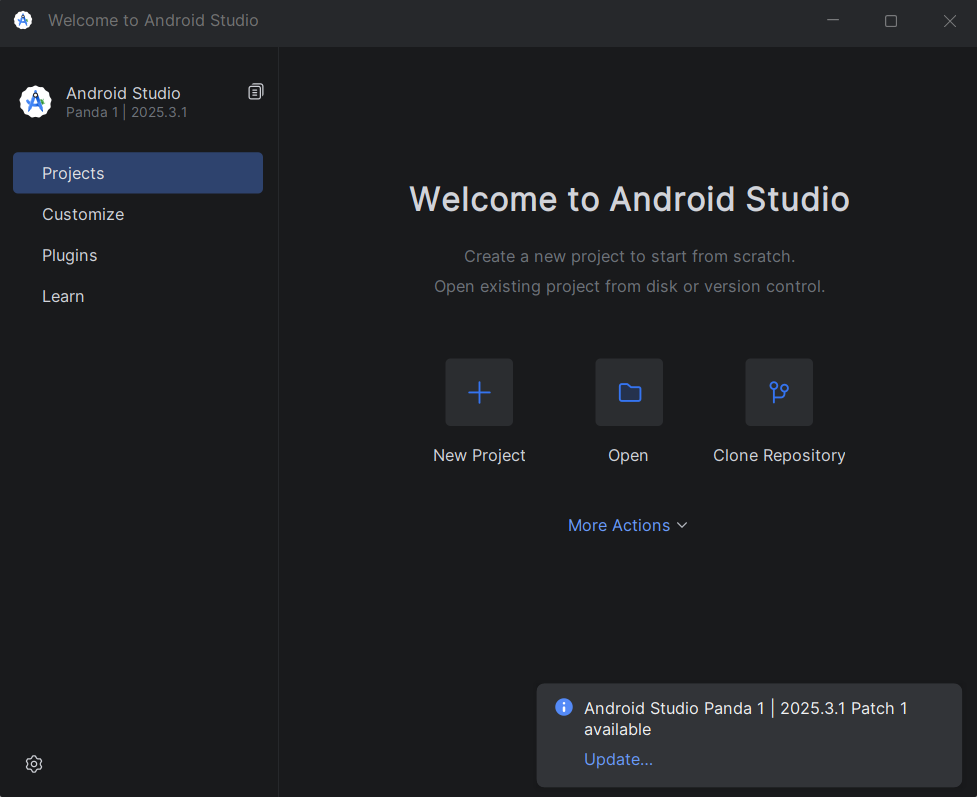 Welcome to Android Studio
Android Studio
Panda 1 | 2025.3.1
Projects
Customize
Plugins
Learn
Welcome to Android Studio
Create a new project to start from scratch.
Open existing project from disk or version control.
New Project
Open
Clone Repository
More Actions
Android Studio Panda 1 | 2025.3.1 Patch 1
available
Update...